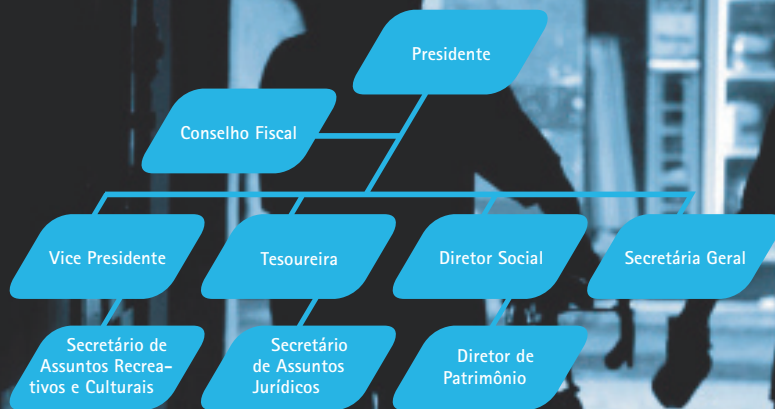 Presidente
Conselho Fiscal
Vice Presidente
Tesoureira
Diretor Social
Secretária Geral
Secretário de
Assuntos Recrea-
tivos e Culturais
Secretário
de Assuntos
Jurídicos
Diretor de
Patrimônio